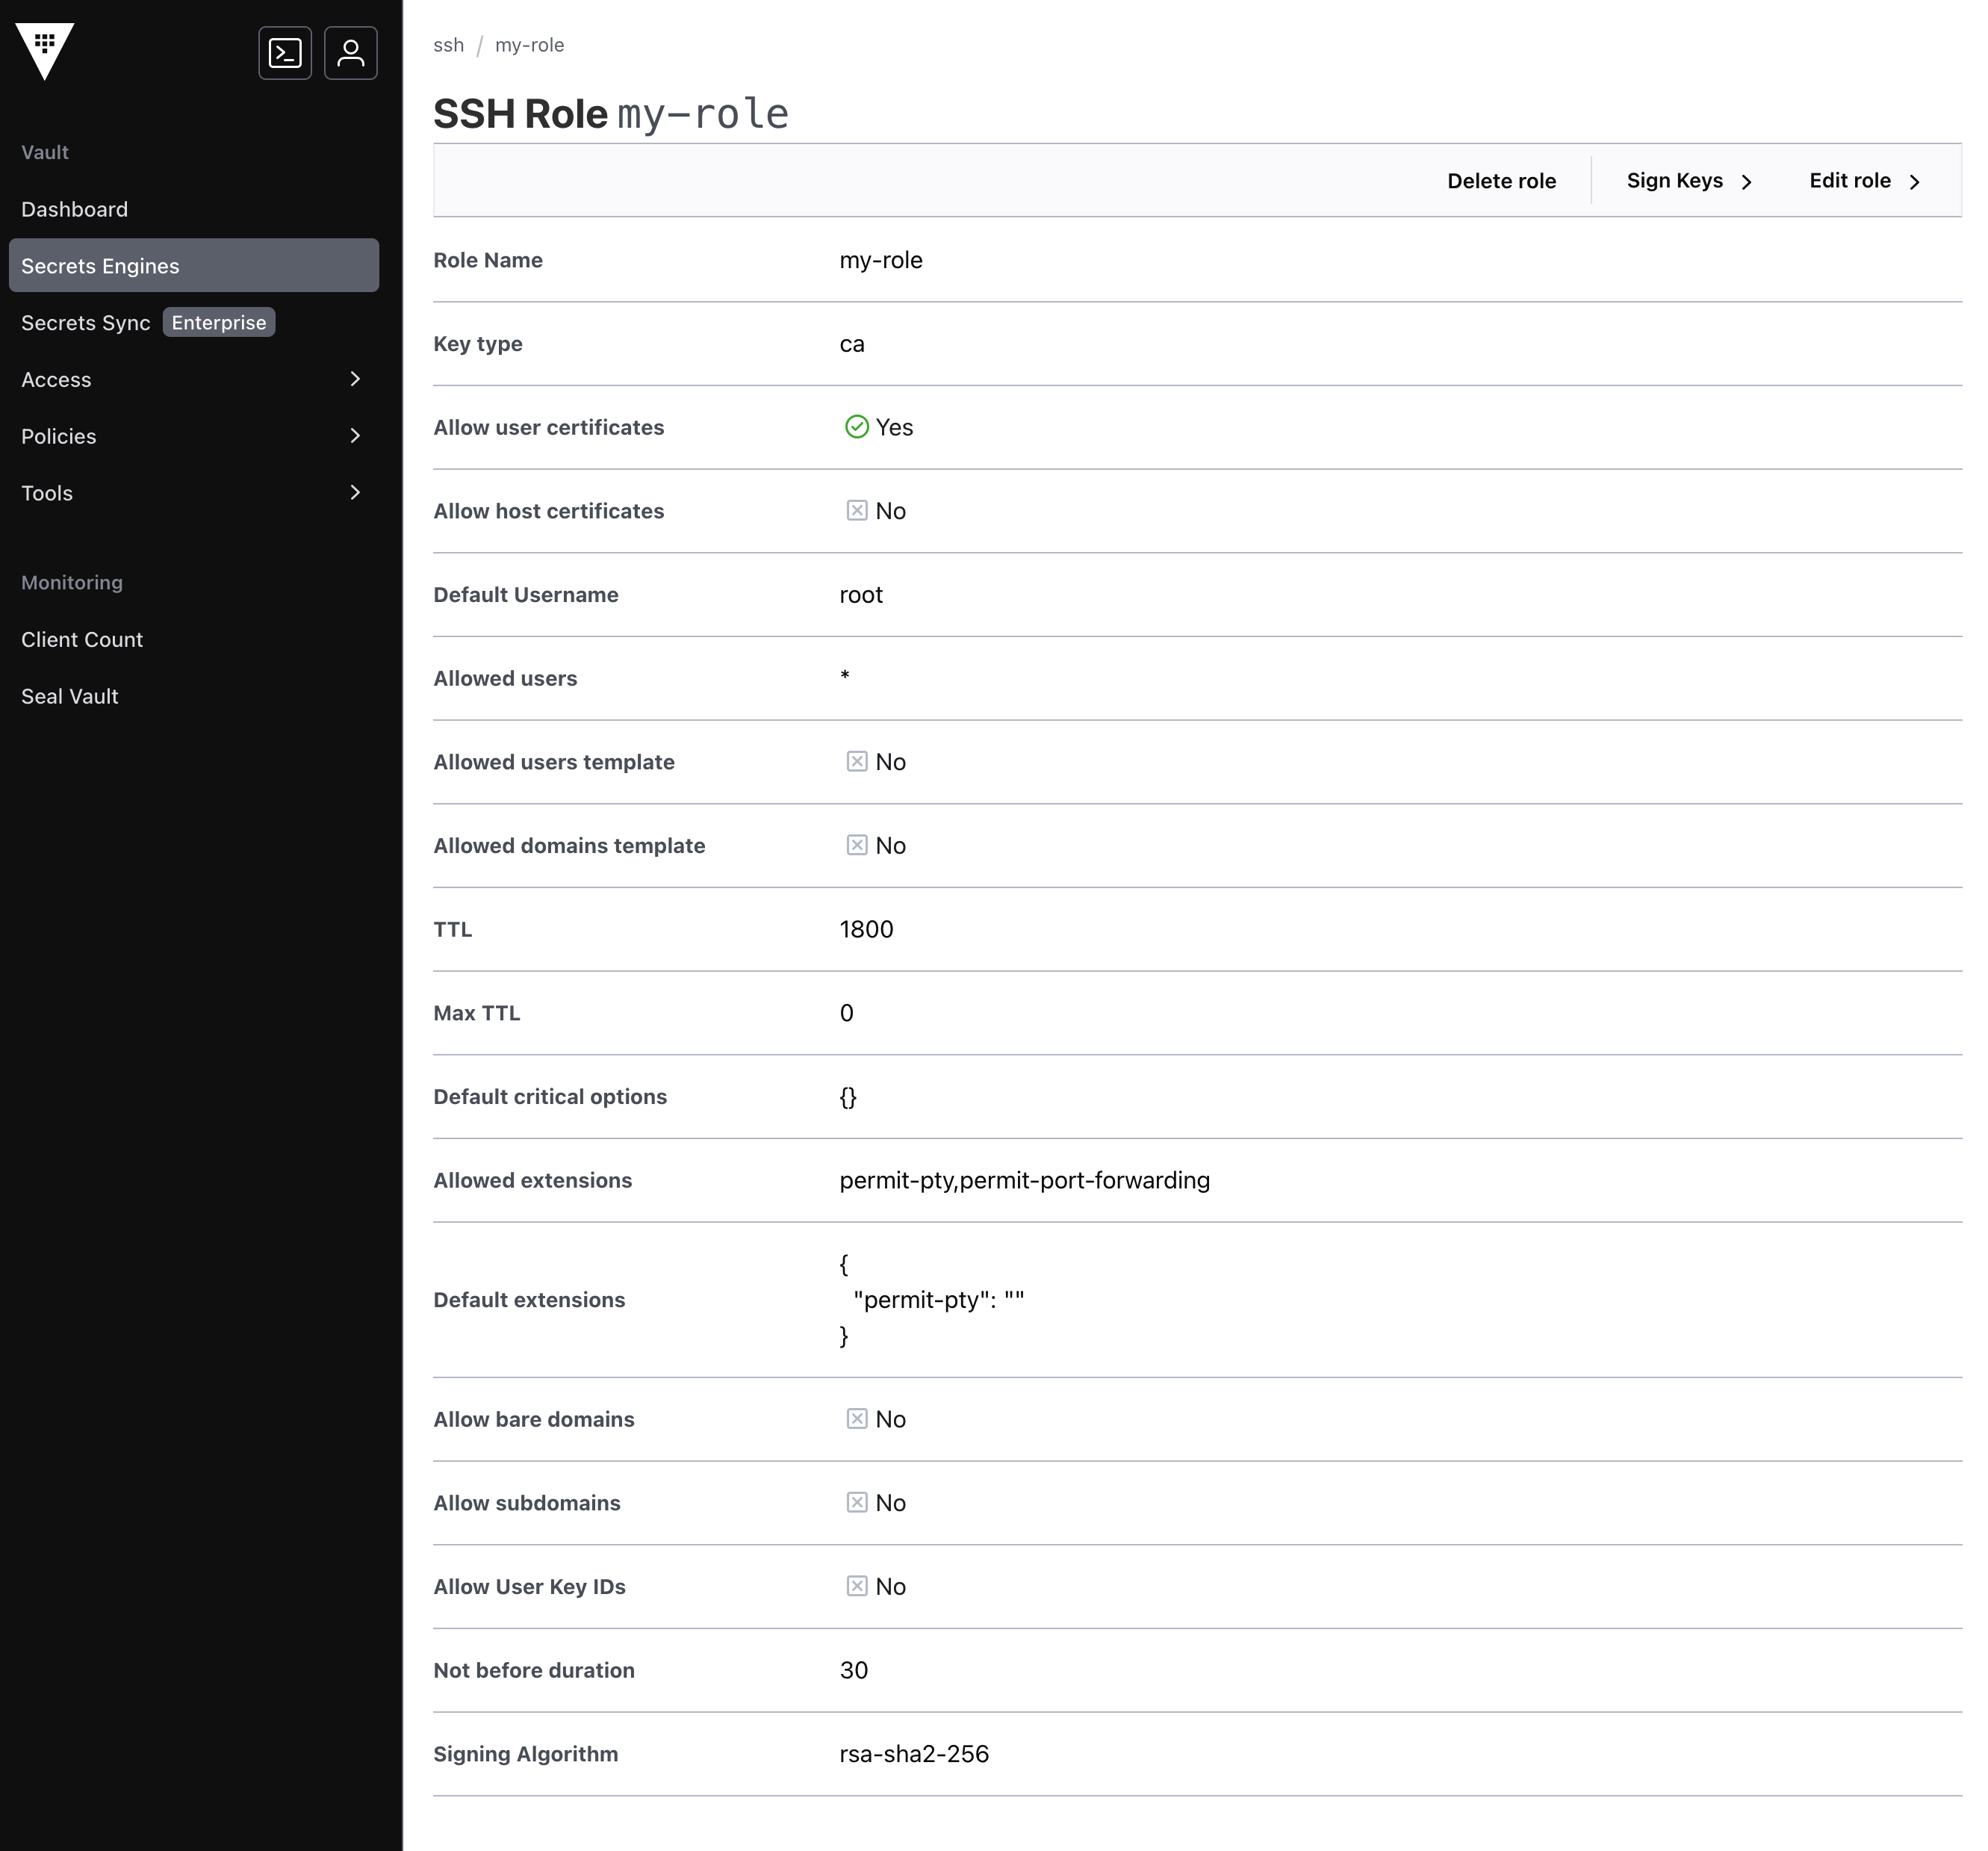 Vault
Dashboard
Secrets Engines
Secrets Sync Enterprise
Access
Policies
Tools
Monitoring
Client Count
Seal Vault
ssh / my-role
SSH Role my-role
Delete role Sign Keys Edit role
Role Name my-role
Key type ca
Allow user certificates Yes
Allow host certificates No
Default Username root
Allowed users *
Allowed users template No
Allowed domains template No
TTL 1800
Max TTL 0
Default critical options {}
Allowed extensions permit-pty,permit-port-forwarding
Default extensions
{
"permit-pty": ""
}
Allow bare domains No
Allow subdomains No
Allow User Key IDs No
Not before duration 30
Signing Algorithm rsa-sha2-256